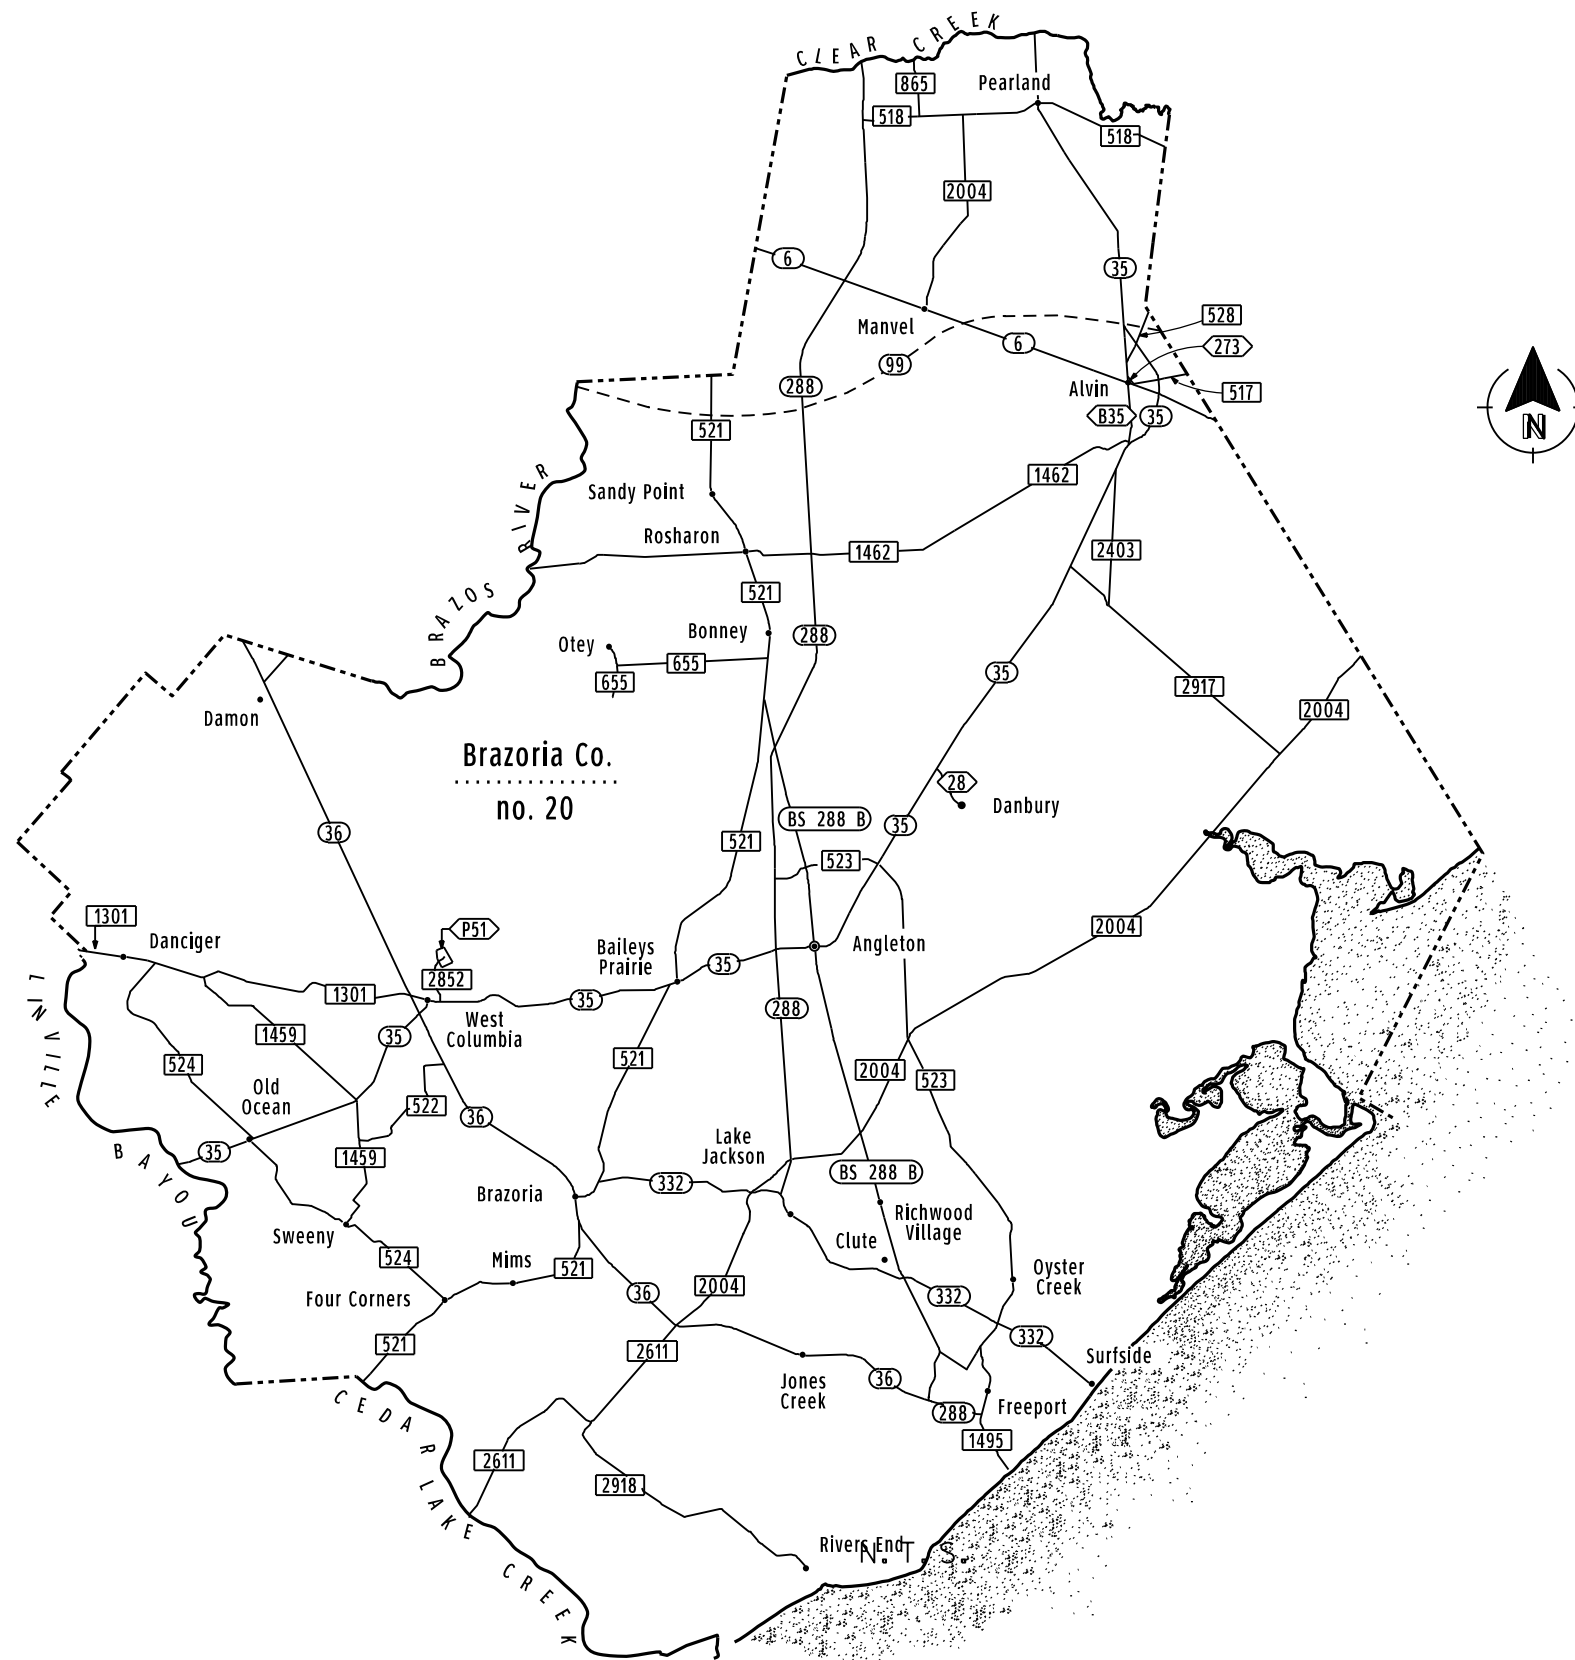 CLEAR CREEK
865
Pearland
518
518
2004
6
35
528
Manvel
6
273
99
288
Alvin
517
N
B35
35
521
1462
Sandy Point
BRAZOS RIVER
Rosharon
1462
2403
521
Bonney
288
Otey
655
655
35
2917
2004
Damon
Brazoria Co.
no. 20
28
Danbury
BS 288 B
35
36
521
523
1301
P51
2004
Danciger
Baileys
Prairie
Angleton
35
2852
1301
35
288
West
Columbia
1459
35
LINVILLE BAYOU
524
521
2004
523
Old
Ocean
522
36
Lake
Jackson
35
1459
BS 288 B
332
Brazoria
Richwood
Village
Sweeny
Clute
524
Mims
521
Oyster
Creek
2004
36
332
Four Corners
332
521
2611
Surfside
Jones
Creek
36
288
Freeport
1495
CEDAR LAKE CREEK
2611
2918
Rivers End
N.T.S.